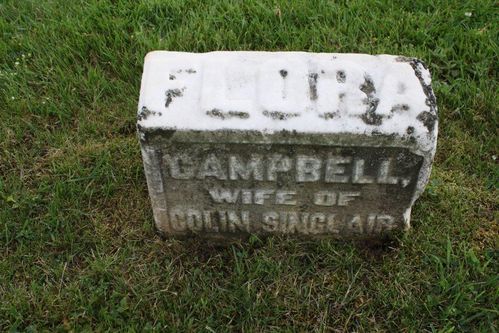 FLORA
CAMPBELL,
WIFE OF
COLIN SINCLAIR